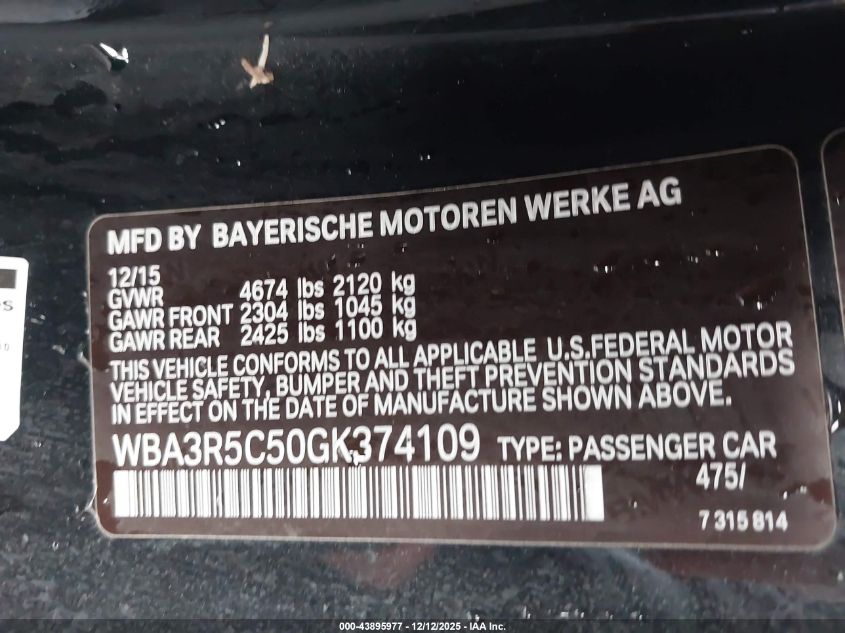 MFD BY BAYERISCHE MOTOREN WERKE AG
12/15
GVWR 4674 lbs 2120 kg
GAWR FRONT 2304 lbs 1045 kg
GAWR REAR 2425 lbs 1100 kg
THIS VEHICLE CONFORMS TO ALL APPLICABLE U.S.FEDERAL MOTOR
VEHICLE SAFETY, BUMPER AND THEFT PREVENTION STANDARDS
IN EFFECT ON THE DATE OF MANUFACTURE SHOWN ABOVE.
WBA3R5C50GK374109 TYPE: PASSENGER CAR
475/
7 315 814
000-43895977 - 12/12/2025 - IAA Inc.